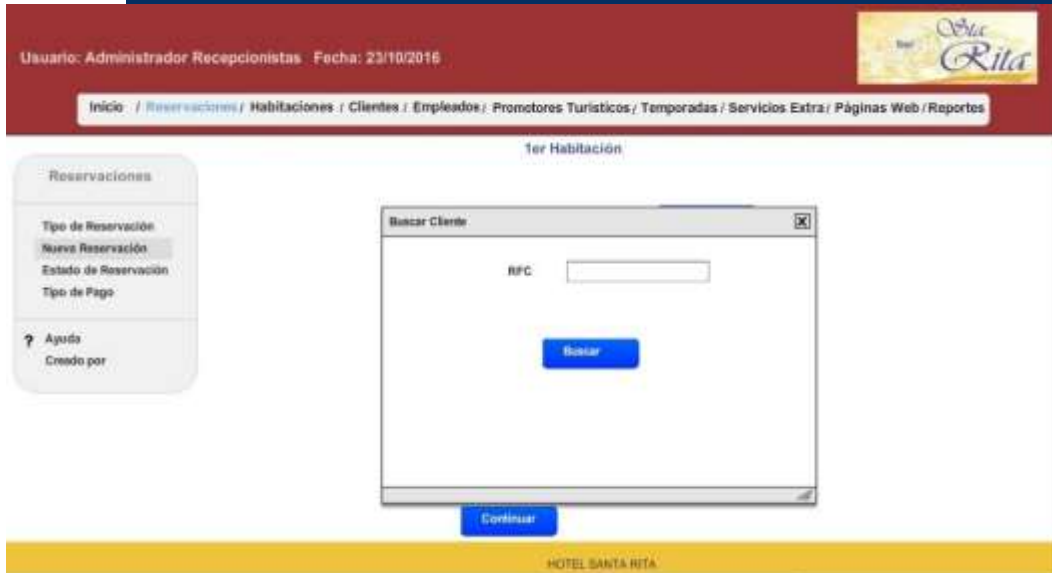 Usuario: Administrador Recepcionistas Fecha: 23/10/2016
Sta
Rita
Inicio / Reservaciones / Habitaciones / Clientes / Empleados / Promotores Turísticos / Temporadas / Servicios Extra / Páginas Web / Reportes
1er Habitación
Reservaciones
Tipo de Reservación
Nueva Reservación
Estado de Reservación
Tipo de Pago
? Ayuda
Creado por
Buscar Cliente
RFC
Buscar
Continuar
HOTEL SANTA RITA